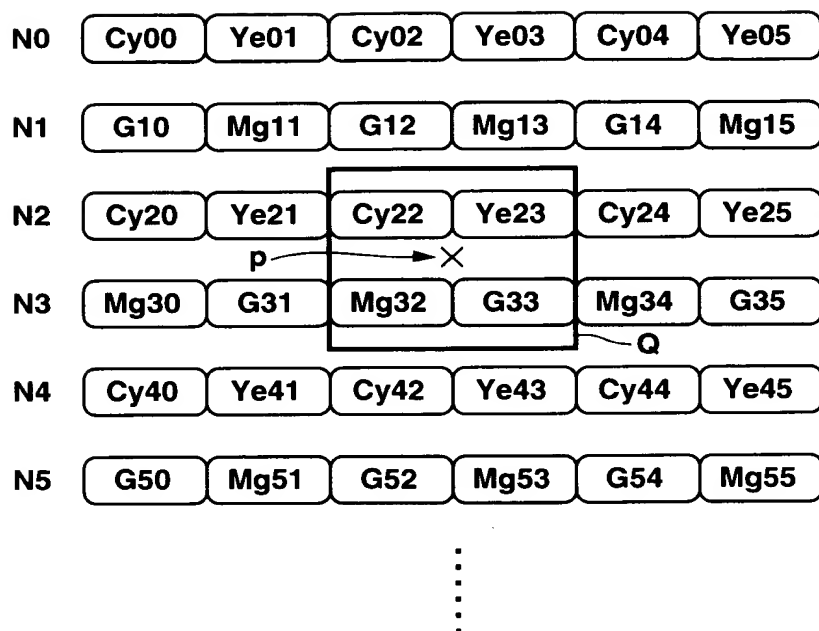 N0 Cy00 Ye01 Cy02 Ye03 Cy04 Ye05
N1 G10 Mg11 G12 Mg13 G14 Mg15
N2 Cy20 Ye21 Cy22 Ye23 Cy24 Ye25
p
N3 Mg30 G31 Mg32 G33 Mg34 G35
Q
N4 Cy40 Ye41 Cy42 Ye43 Cy44 Ye45
N5 G50 Mg51 G52 Mg53 G54 Mg55